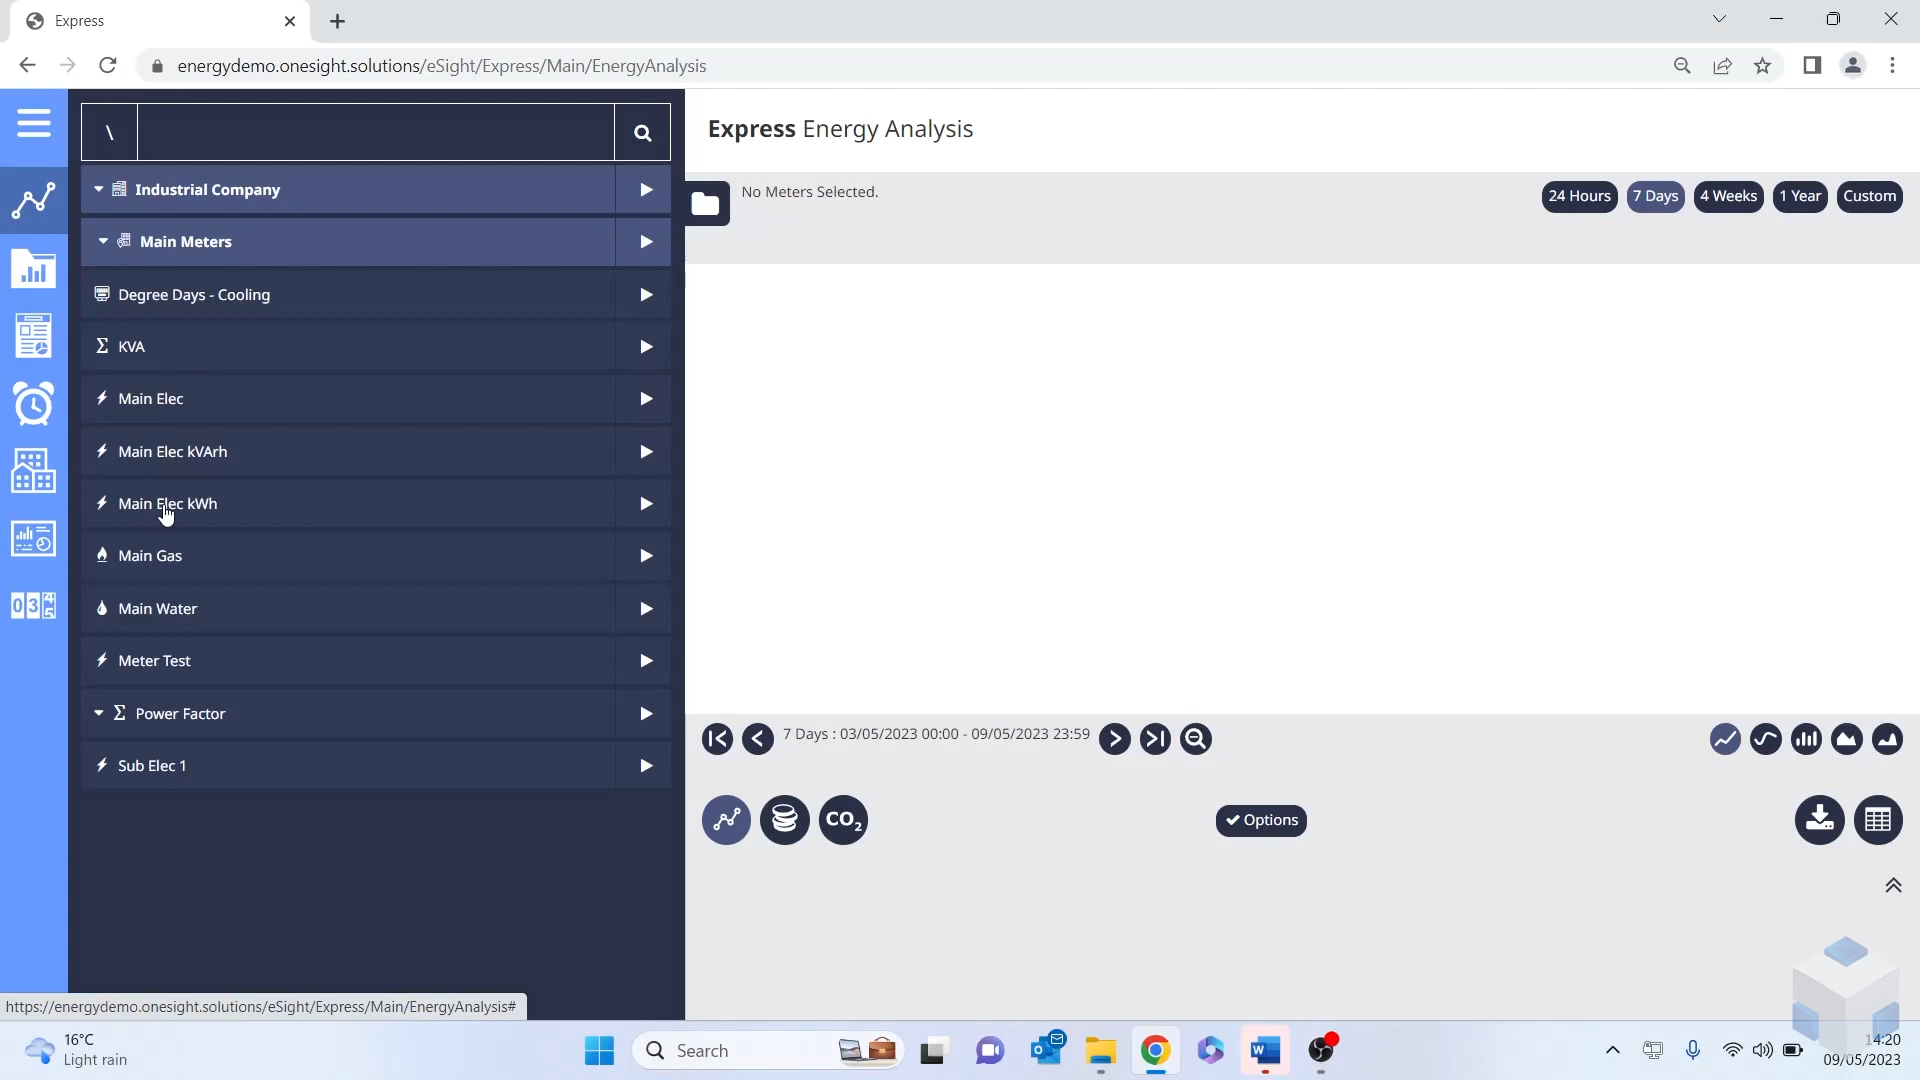 Express
energydemo.onesight.solutions/eSight/Express/Main/EnergyAnalysis
\
Industrial Company
Main Meters
Degree Days - Cooling
Σ KVA
Main Elec
Main Elec kVArh
Main Elec kWh
Main Gas
Main Water
Meter Test
Σ Power Factor
Sub Elec 1
Express Energy Analysis
No Meters Selected.
24 Hours
7 Days
4 Weeks
1 Year
Custom
7 Days : 03/05/2023 00:00 - 09/05/2023 23:59
CO2
Options
https://energydemo.onesight.solutions/eSight/Express/Main/EnergyAnalysis#
16°C
Light rain
Search
14:20
09/05/2023